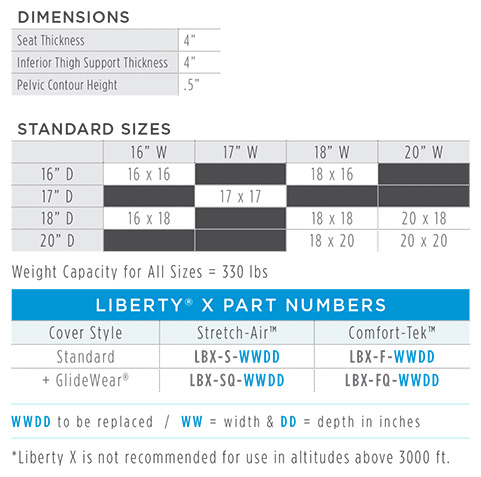 DIMENSIONS
Seat Thickness 4”
Inferior Thigh Support Thickness 4”
Pelvic Contour Height .5”
STANDARD SIZES
16” W 17” W 18” W 20” W
16” D 16 x 16 18 x 16
17” D 17 x 17
18” D 16 x 18 18 x 18 20 x 18
20” D 18 x 20 20 x 20
Weight Capacity for All Sizes = 330 lbs
LIBERTY® X PART NUMBERS
Cover Style Stretch-Air™ Comfort-Tek™
Standard LBX-S-WWDD LBX-F-WWDD
+ GlideWear® LBX-SQ-WWDD LBX-FQ-WWDD
WWDD to be replaced / WW = width & DD = depth in inches
*Liberty X is not recommended for use in altitudes above 3000 ft.